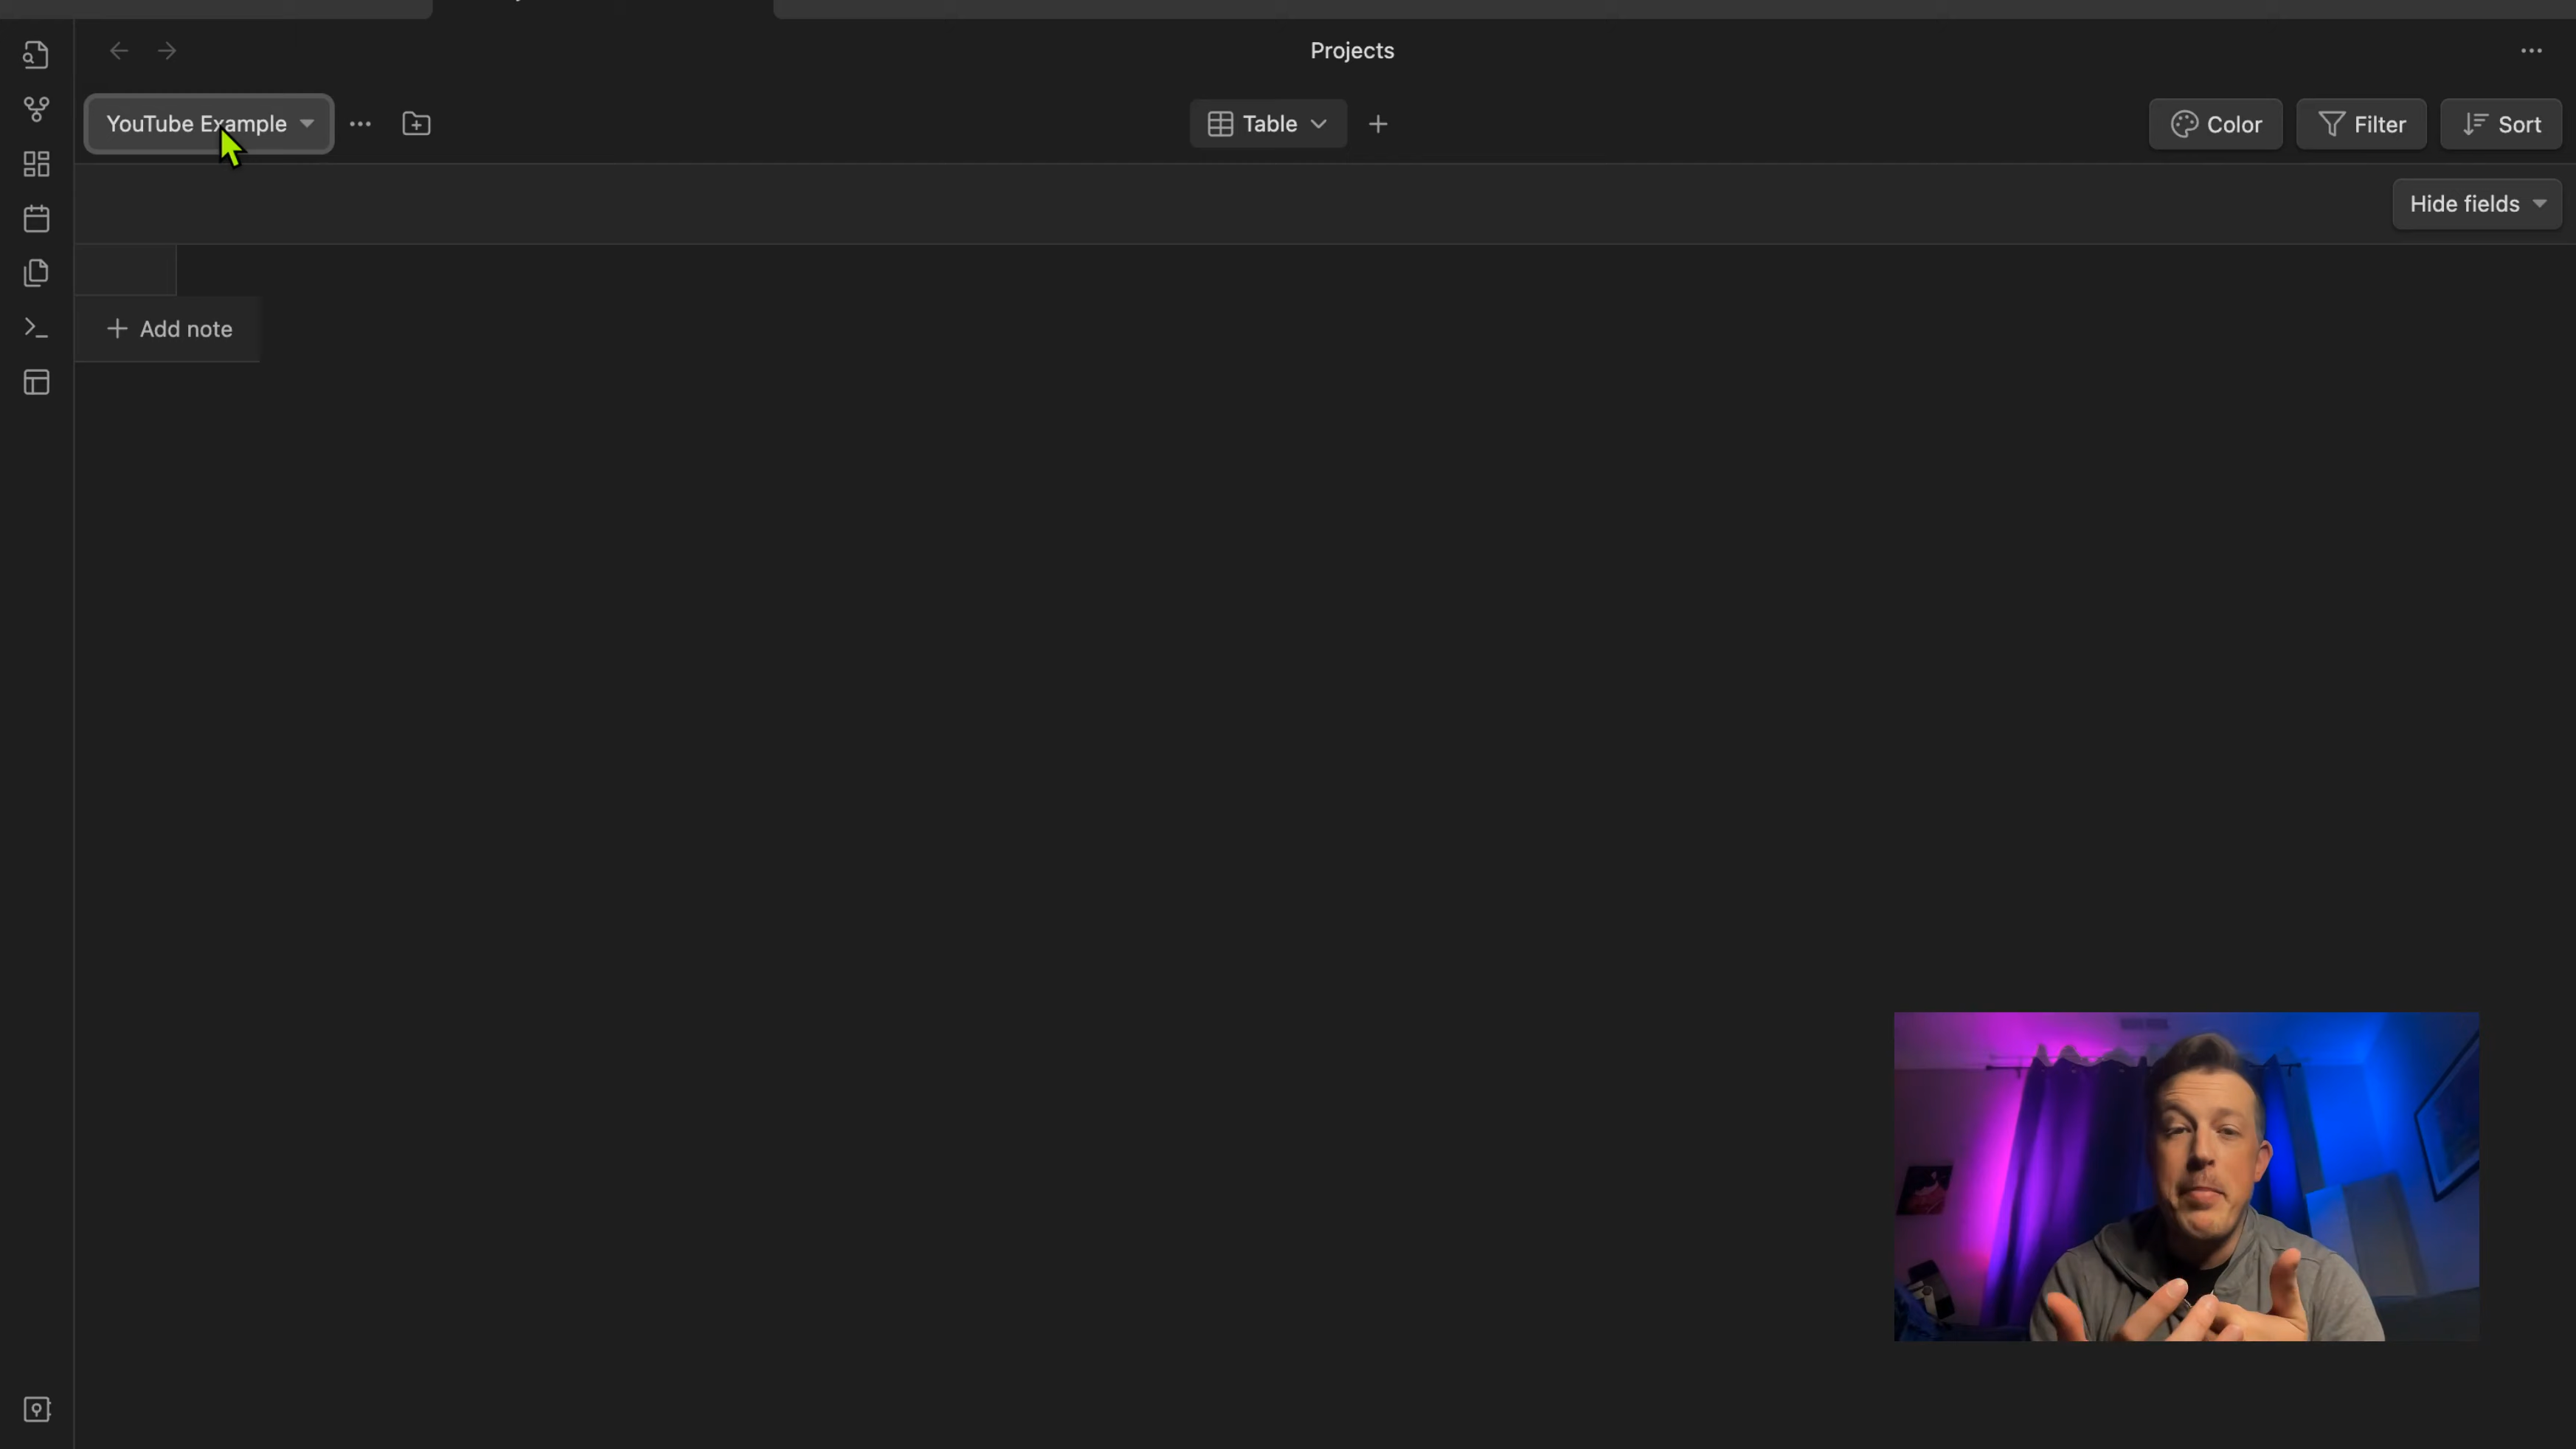 Projects
YouTube Example
Table
Color
Filter
Sort
Hide fields
Add note